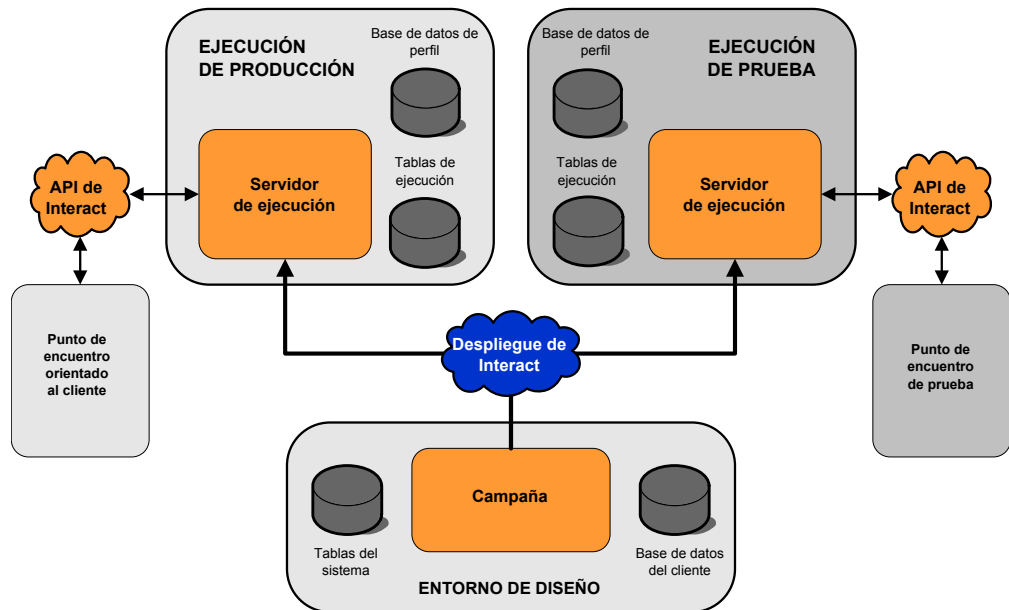 EJECUCIÓN
DE PRODUCCIÓN
Base de datos de
perfil
Tablas de
ejecución
Servidor
de ejecución
API de
Interact
Punto de
encuentro
orientado
al cliente
Base de datos de
perfil
EJECUCIÓN
DE PRUEBA
Tablas de
ejecución
Servidor
de ejecución
API de
Interact
Punto de
encuentro
de prueba
Despliegue de
Interact
Campaña
Tablas del
sistema
Base de datos
del cliente
ENTORNO DE DISEÑO